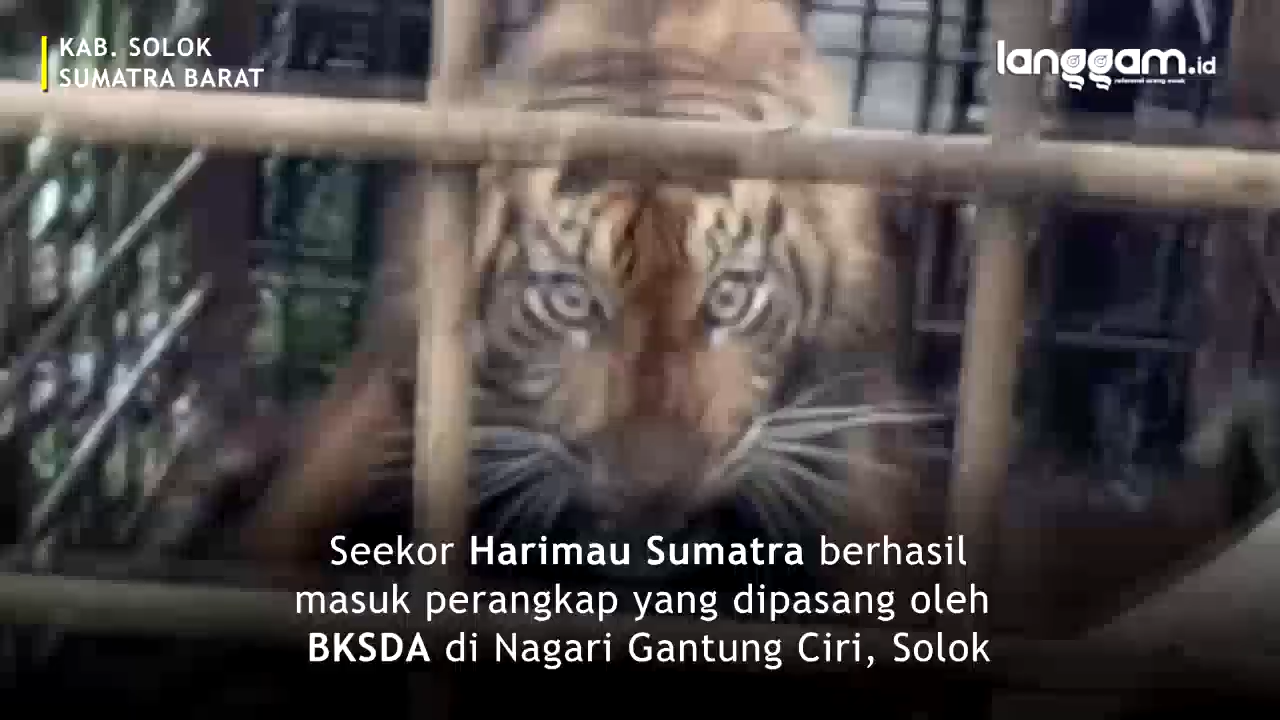 KAB. SOLOK
SUMATRA BARAT
langgam.id
Seekor Harimau Sumatra berhasil
masuk perangkap yang dipasang oleh
BKSDA di Nagari Gantung Ciri, Solok